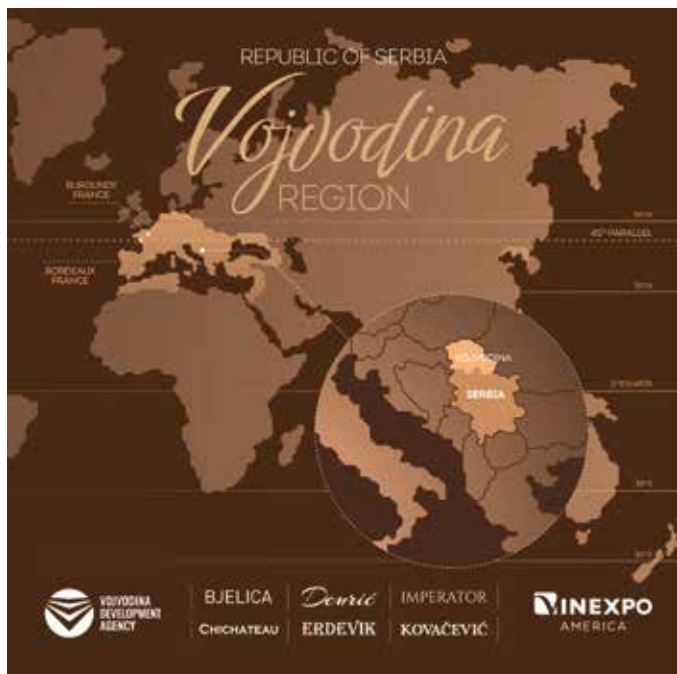 REPUBLIC OF SERBIA
Vojvodina
REGION
BURGUNDY
FRANCE
45° PARALLEL
BORDEAUX
FRANCE
VOJVODINA
SERBIA
VOJVODINA
DEVELOPMENT
AGENCY
BJELICA
CHICHATEAU
ERDEVIK
IMPERATOR
KOVAČEVIĆ
VINEXPO
AMERICA